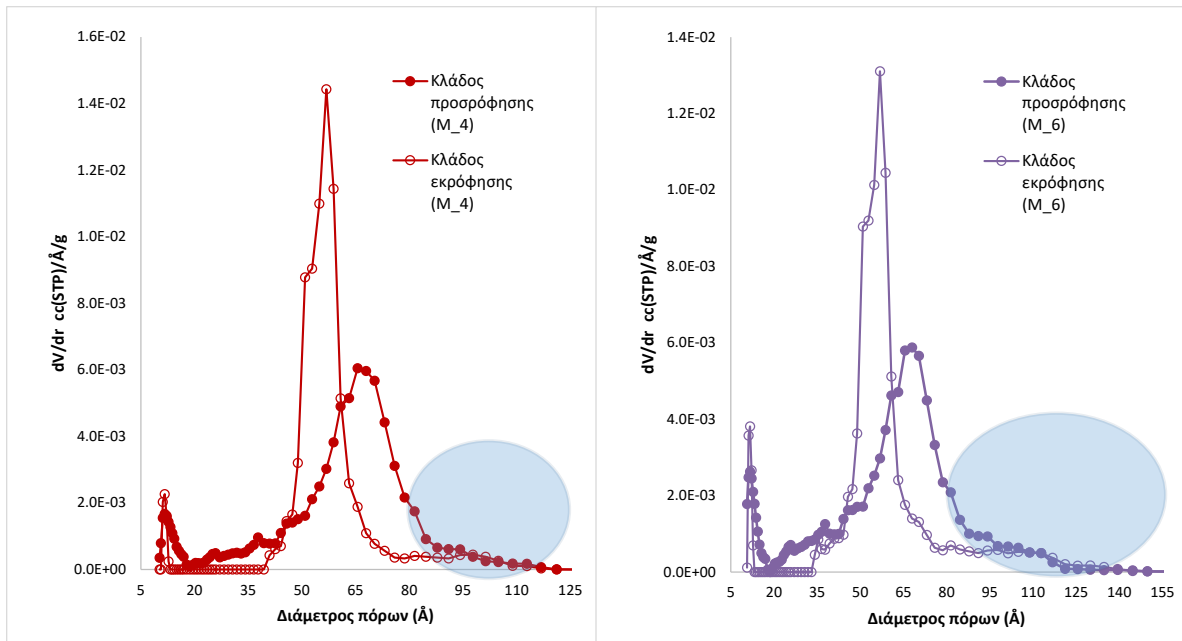 1.6E-02
1.4E-02
1.2E-02
1.0E-02
8.0E-03
6.0E-03
4.0E-03
2.0E-03
0.0E+00
dV/dr cc(STP)/Å/g
5 20 35 50 65 80 95 110 125
Διάμετρος πόρων (Å)
Κλάδος
προσρόφησης
(M_4)
Κλάδος
εκρόφησης
(M_4)
1.4E-02
1.2E-02
1.0E-02
8.0E-03
6.0E-03
4.0E-03
2.0E-03
0.0E+00
dV/dr cc(STP)/Å/g
5 20 35 50 65 80 95 110 125 140 155
Διάμετρος πόρων (Å)
Κλάδος
προσρόφησης
(M_6)
Κλάδος
εκρόφησης
(M_6)